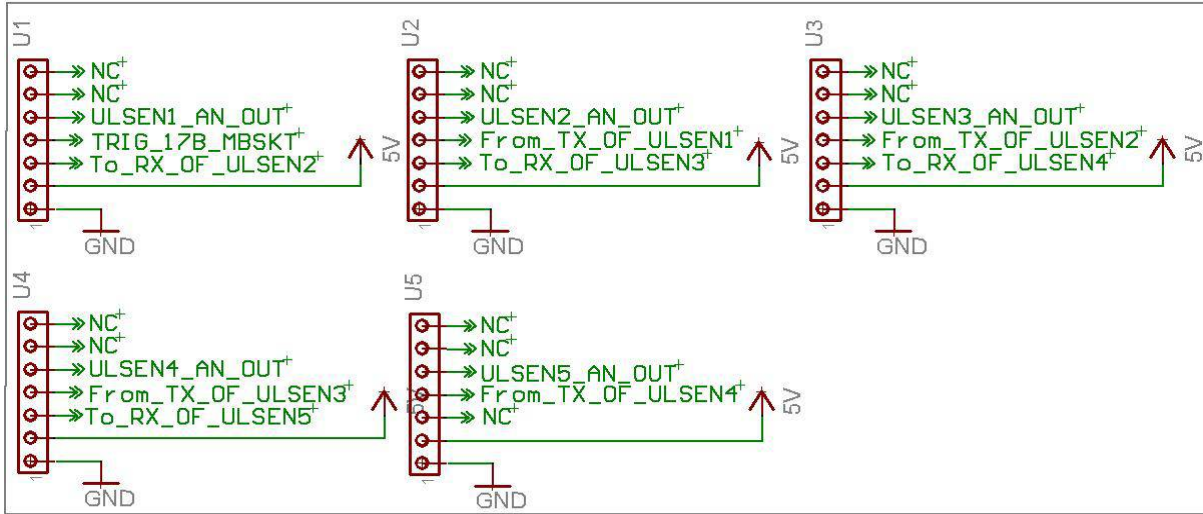 U1
NC
NC
ULSEN1_AN_OUT
TRIG_17B_MBSKT
To_RX_OF_ULSEN2
5V
GND
1
U2
NC
NC
ULSEN2_AN_OUT
From_TX_OF_ULSEN1
To_RX_OF_ULSEN3
5V
GND
1
U3
NC
NC
ULSEN3_AN_OUT
From_TX_OF_ULSEN2
To_RX_OF_ULSEN4
5V
GND
1
U4
NC
NC
ULSEN4_AN_OUT
From_TX_OF_ULSEN3
To_RX_OF_ULSEN5
5V
GND
1
U5
NC
NC
ULSEN5_AN_OUT
From_TX_OF_ULSEN4
NC
5V
GND
1